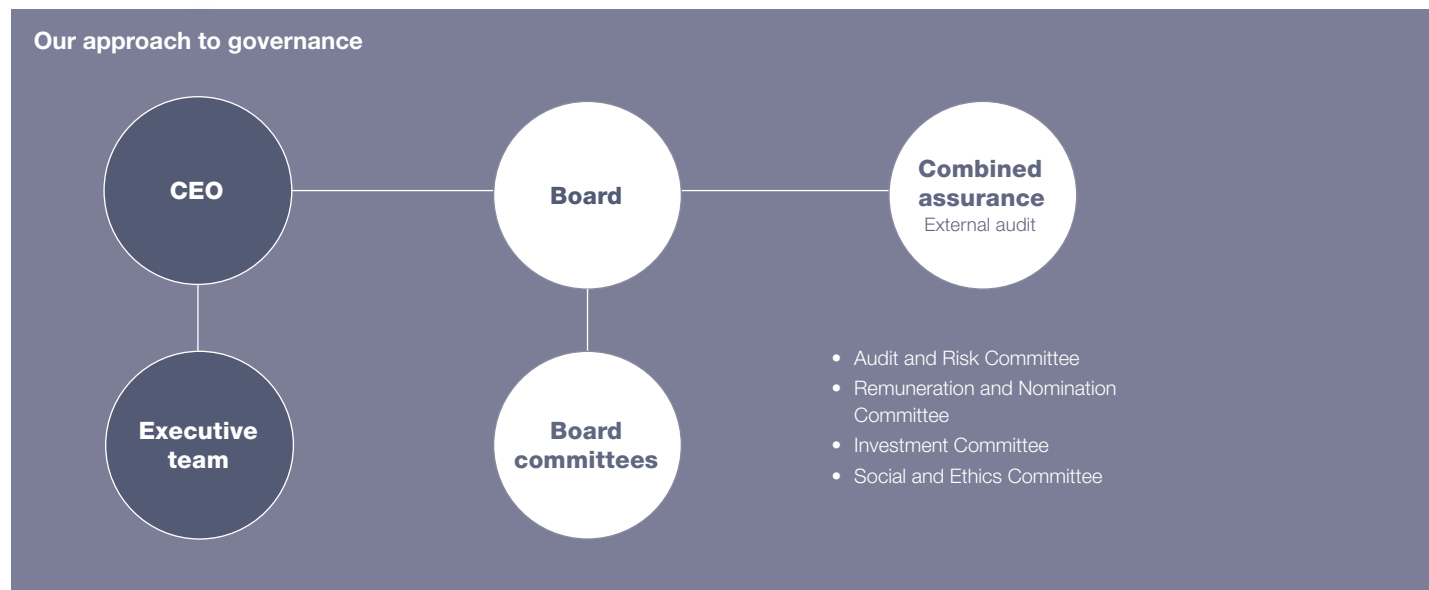 Our approach to governance
CEO
Board
Combined
assurance
External audit
Executive
team
Board
committees
• Audit and Risk Committee
• Remuneration and Nomination
Committee
• Investment Committee
• Social and Ethics Committee